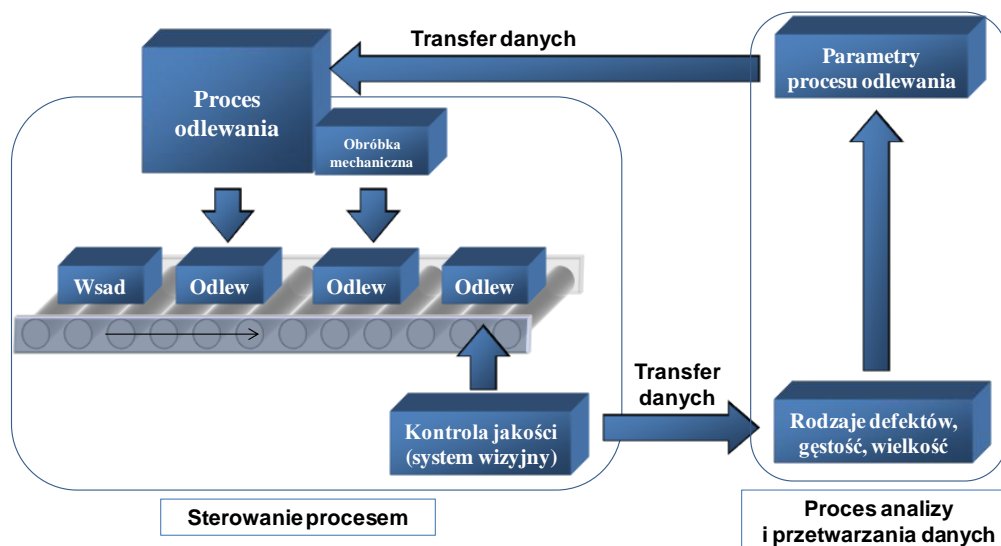 Transfer danych
Parametry
procesu odlewania
Proces
odlewania
Obróbka
mechaniczna
Wsad
Odlew
Odlew
Odlew
Transfer
danych
Kontrola jakości
(system wizyjny)
Rodzaje defektów,
gęstość, wielkość
Sterowanie procesem
Proces analizy
i przetwarzania danych